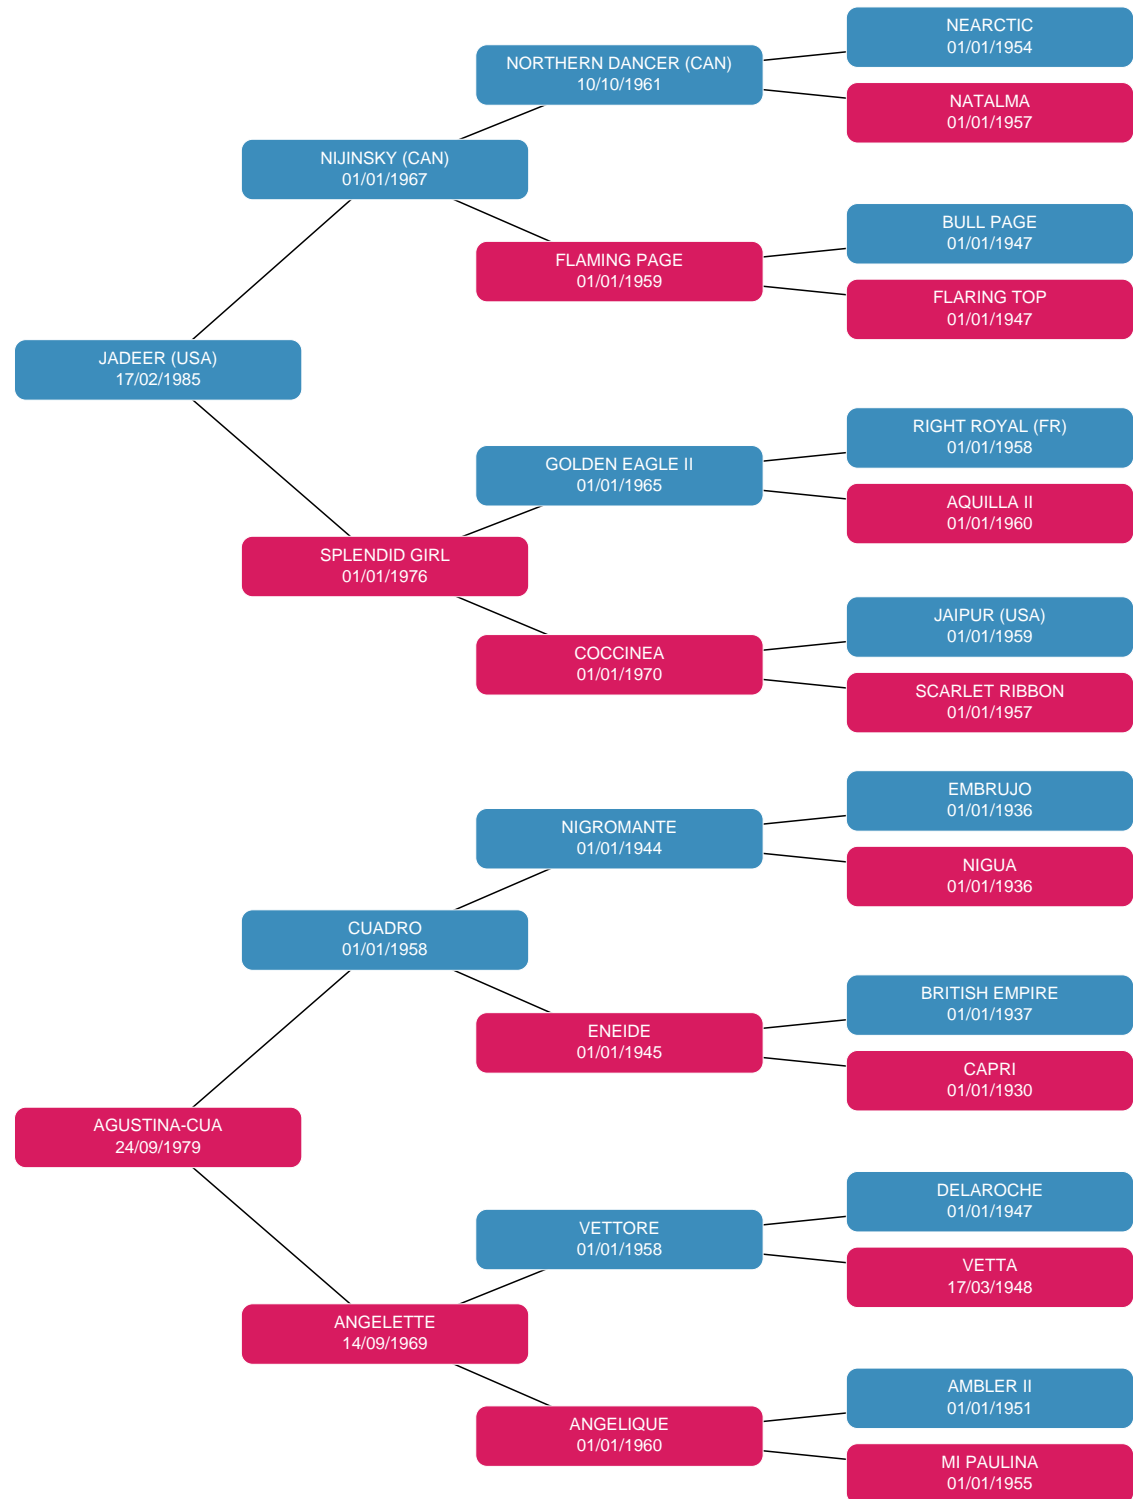 NEARCTIC
01/01/1954
NORTHERN DANCER (CAN)
10/10/1961
NATALMA
01/01/1957
NIJINSKY (CAN)
01/01/1967
BULL PAGE
01/01/1947
FLAMING PAGE
01/01/1959
FLARING TOP
01/01/1947
JADEER (USA)
17/02/1985
RIGHT ROYAL (FR)
01/01/1958
GOLDEN EAGLE II
01/01/1965
AQUILLA II
01/01/1960
SPLENDID GIRL
01/01/1976
JAIPUR (USA)
01/01/1959
COCCINEA
01/01/1970
SCARLET RIBBON
01/01/1957
EMBRUJO
01/01/1936
NIGROMANTE
01/01/1944
NIGUA
01/01/1936
CUADRO
01/01/1958
BRITISH EMPIRE
01/01/1937
ENEIDE
01/01/1945
CAPRI
01/01/1930
AGUSTINA-CUA
24/09/1979
DELAROCHE
01/01/1947
VETTORE
01/01/1958
VETTA
17/03/1948
ANGELETTE
14/09/1969
AMBLER II
01/01/1951
ANGELIQUE
01/01/1960
MI PAULINA
01/01/1955